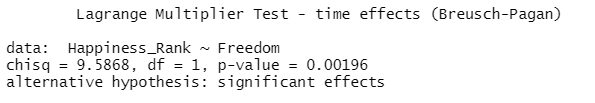 Lagrange Multiplier Test - time effects (Breusch-Pagan)
data: Happiness_Rank ~ Freedom
chisq = 9.5868, df = 1, p-value = 0.00196
alternative hypothesis: significant effects